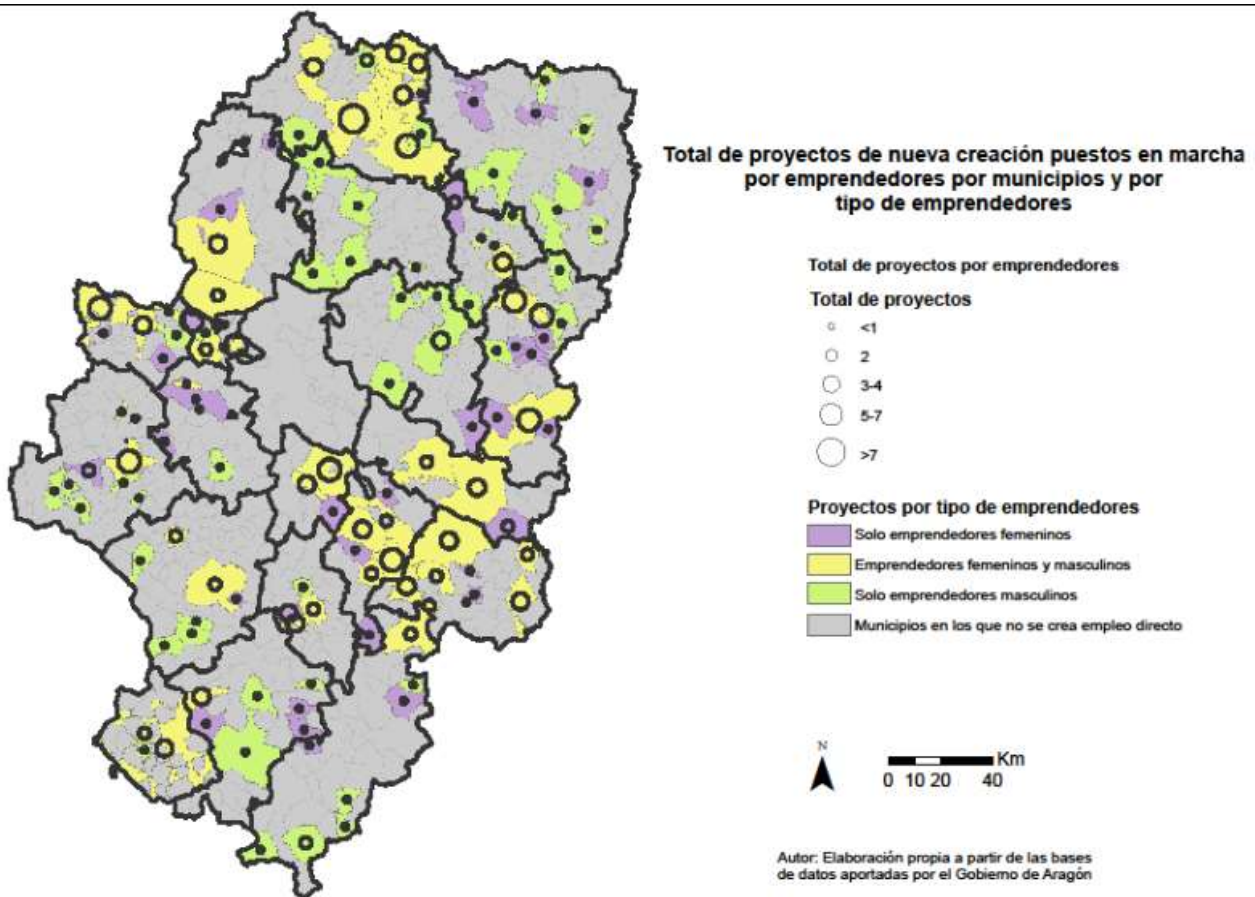 Total de proyectos de nueva creación puestos en marcha
por emprendedores por municipios y por
tipo de emprendedores
Total de proyectos por emprendedores
Total de proyectos
<1
2
3-4
5-7
>7
Proyectos por tipo de emprendedores
Solo emprendedores femeninos
Emprendedores femeninos y masculinos
Solo emprendedores masculinos
Municipios en los que no se crea empleo directo
N
Km
0 10 20 40
Autor: Elaboración propia a partir de las bases
de datos aportadas por el Gobierno de Aragón